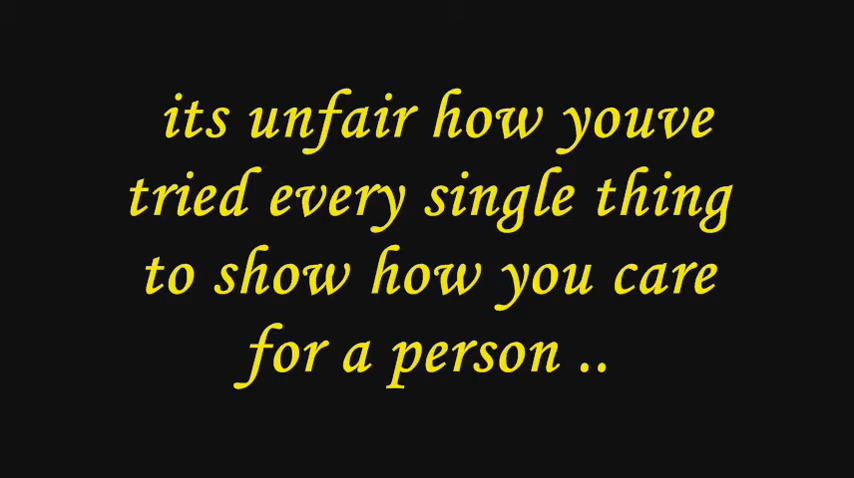 its unfair how youve
tried every single thing
to show how you care
for a person ..